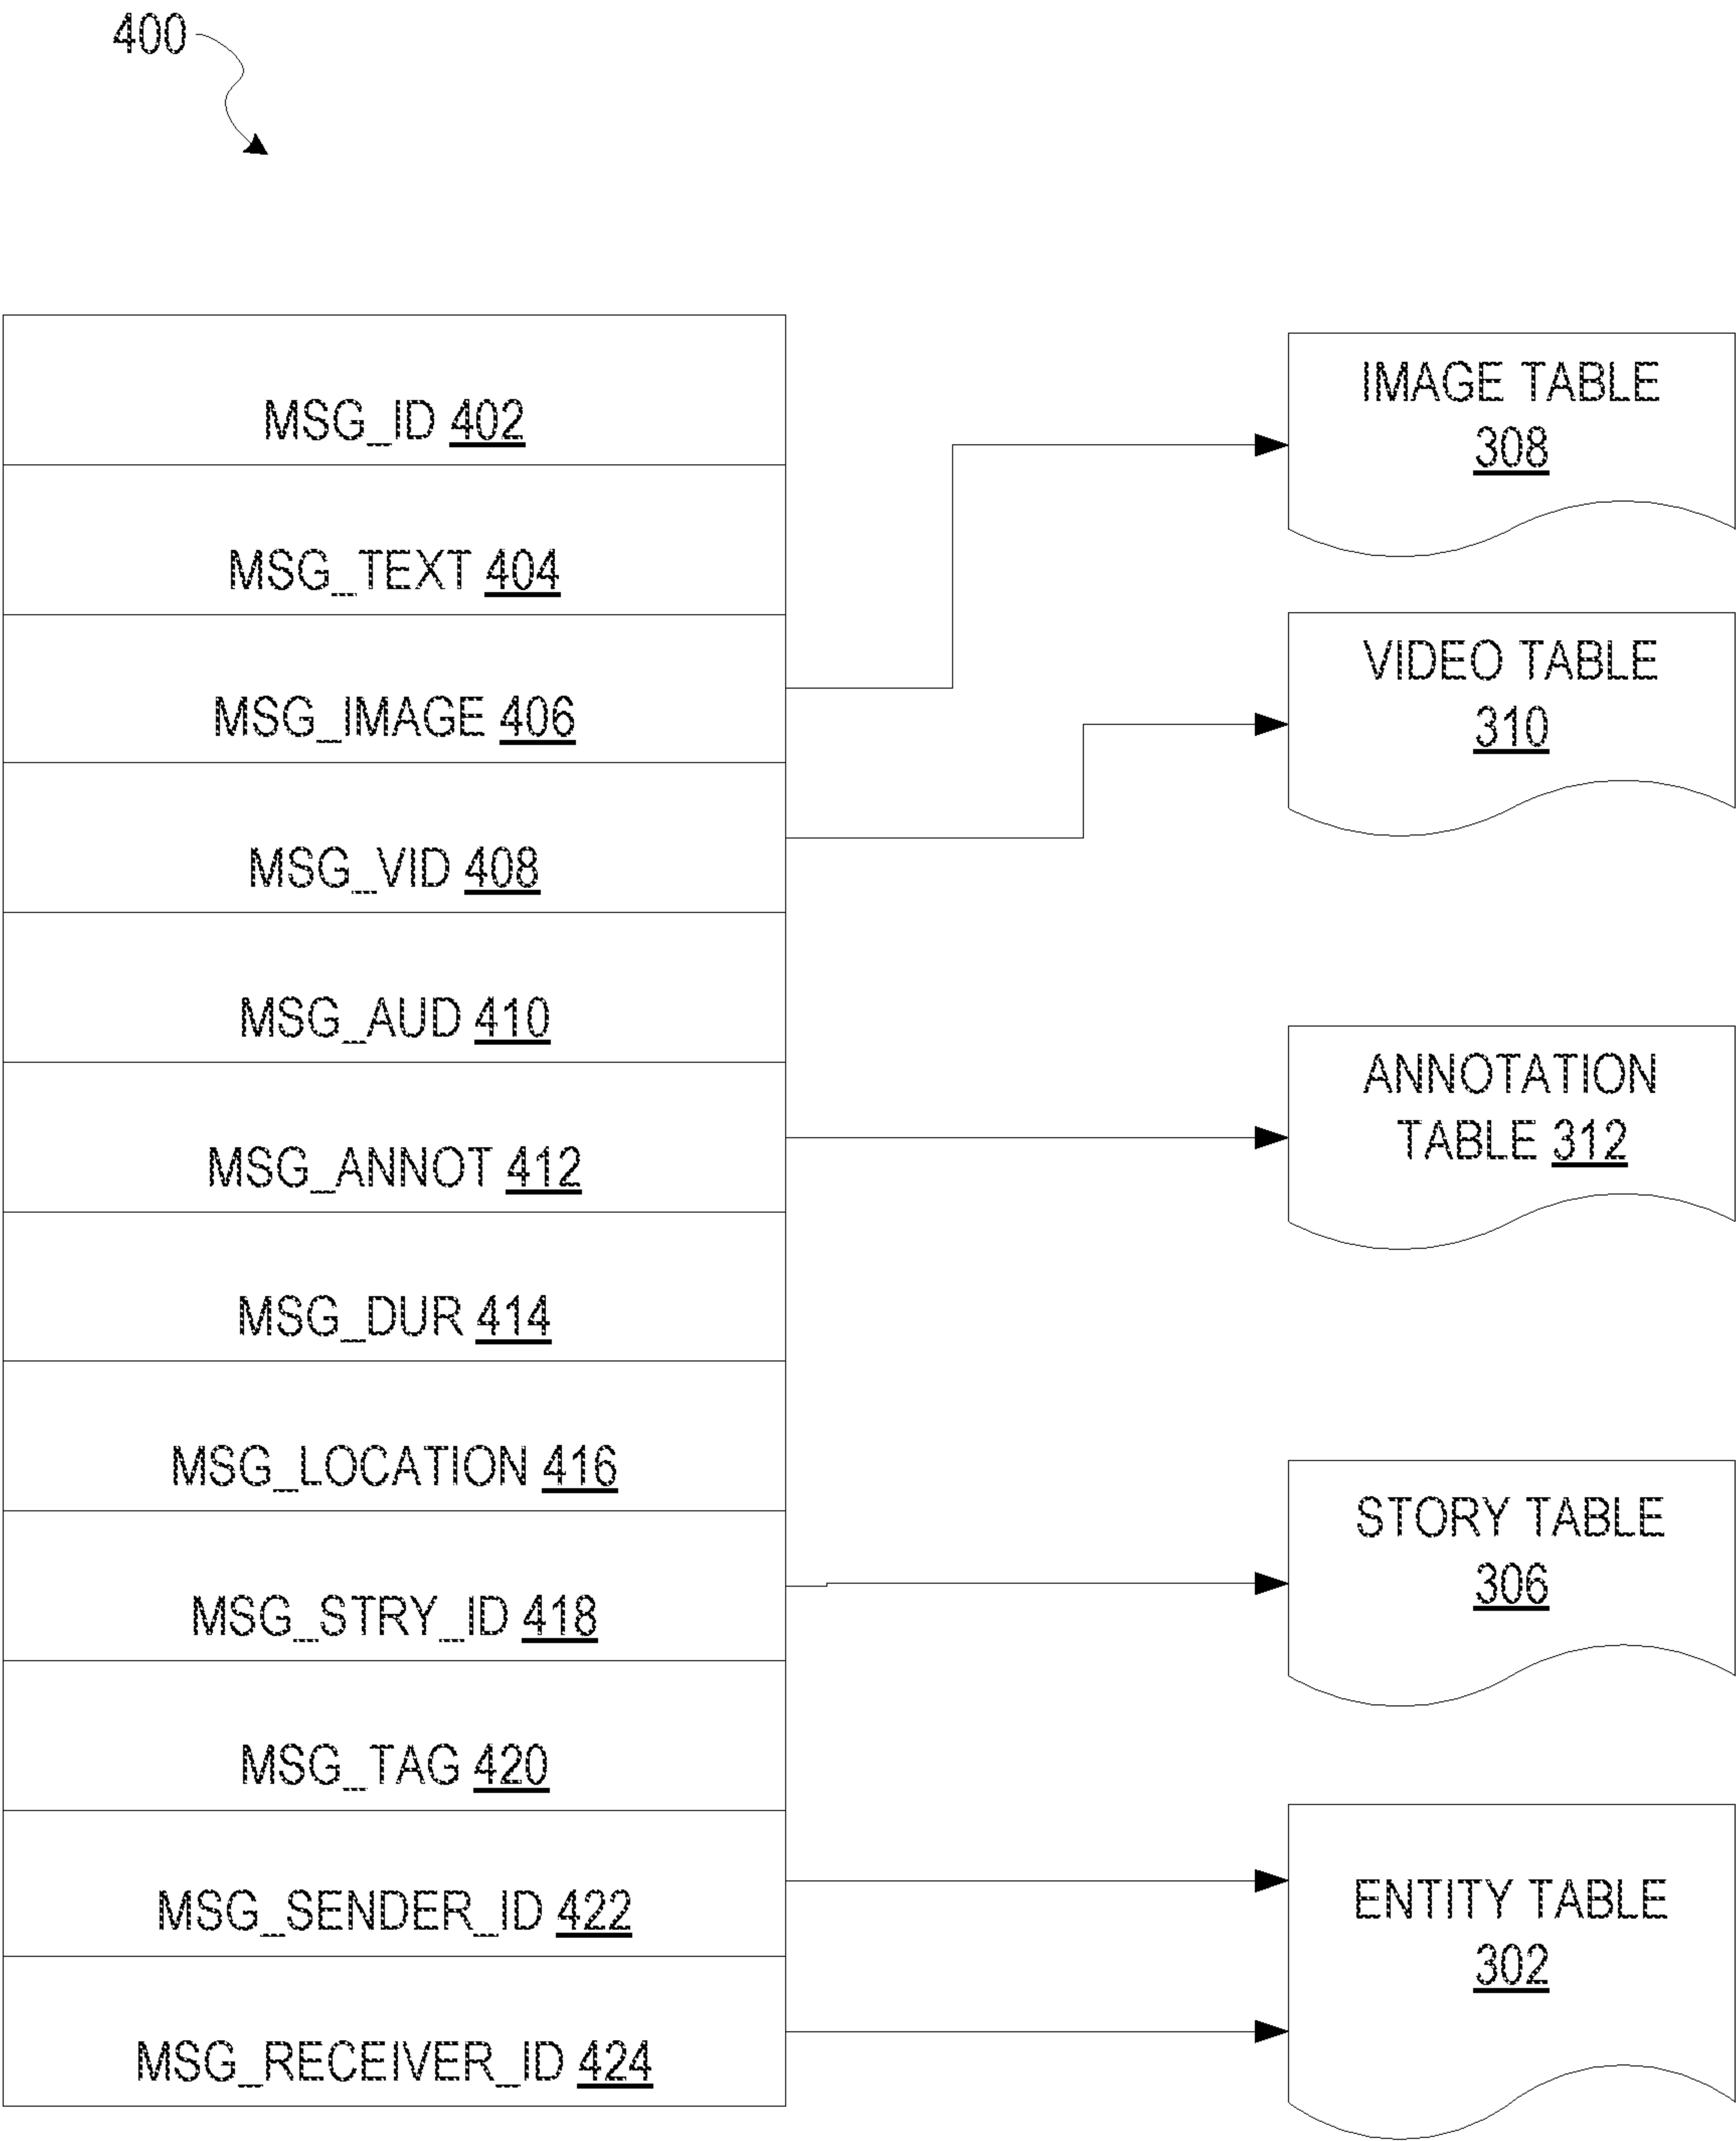 400
MSG_ID 402
MSG_TEXT 404
MSG_IMAGE 406
MSG_VID 408
MSG_AUD 410
MSG_ANNOT 412
MSG_DUR 414
MSG_LOCATION 416
MSG_STRY_ID 418
MSG_TAG 420
MSG_SENDER_ID 422
MSG_RECEIVER_ID 424
IMAGE TABLE
308
VIDEO TABLE
310
ANNOTATION
TABLE 312
STORY TABLE
306
ENTITY TABLE
302